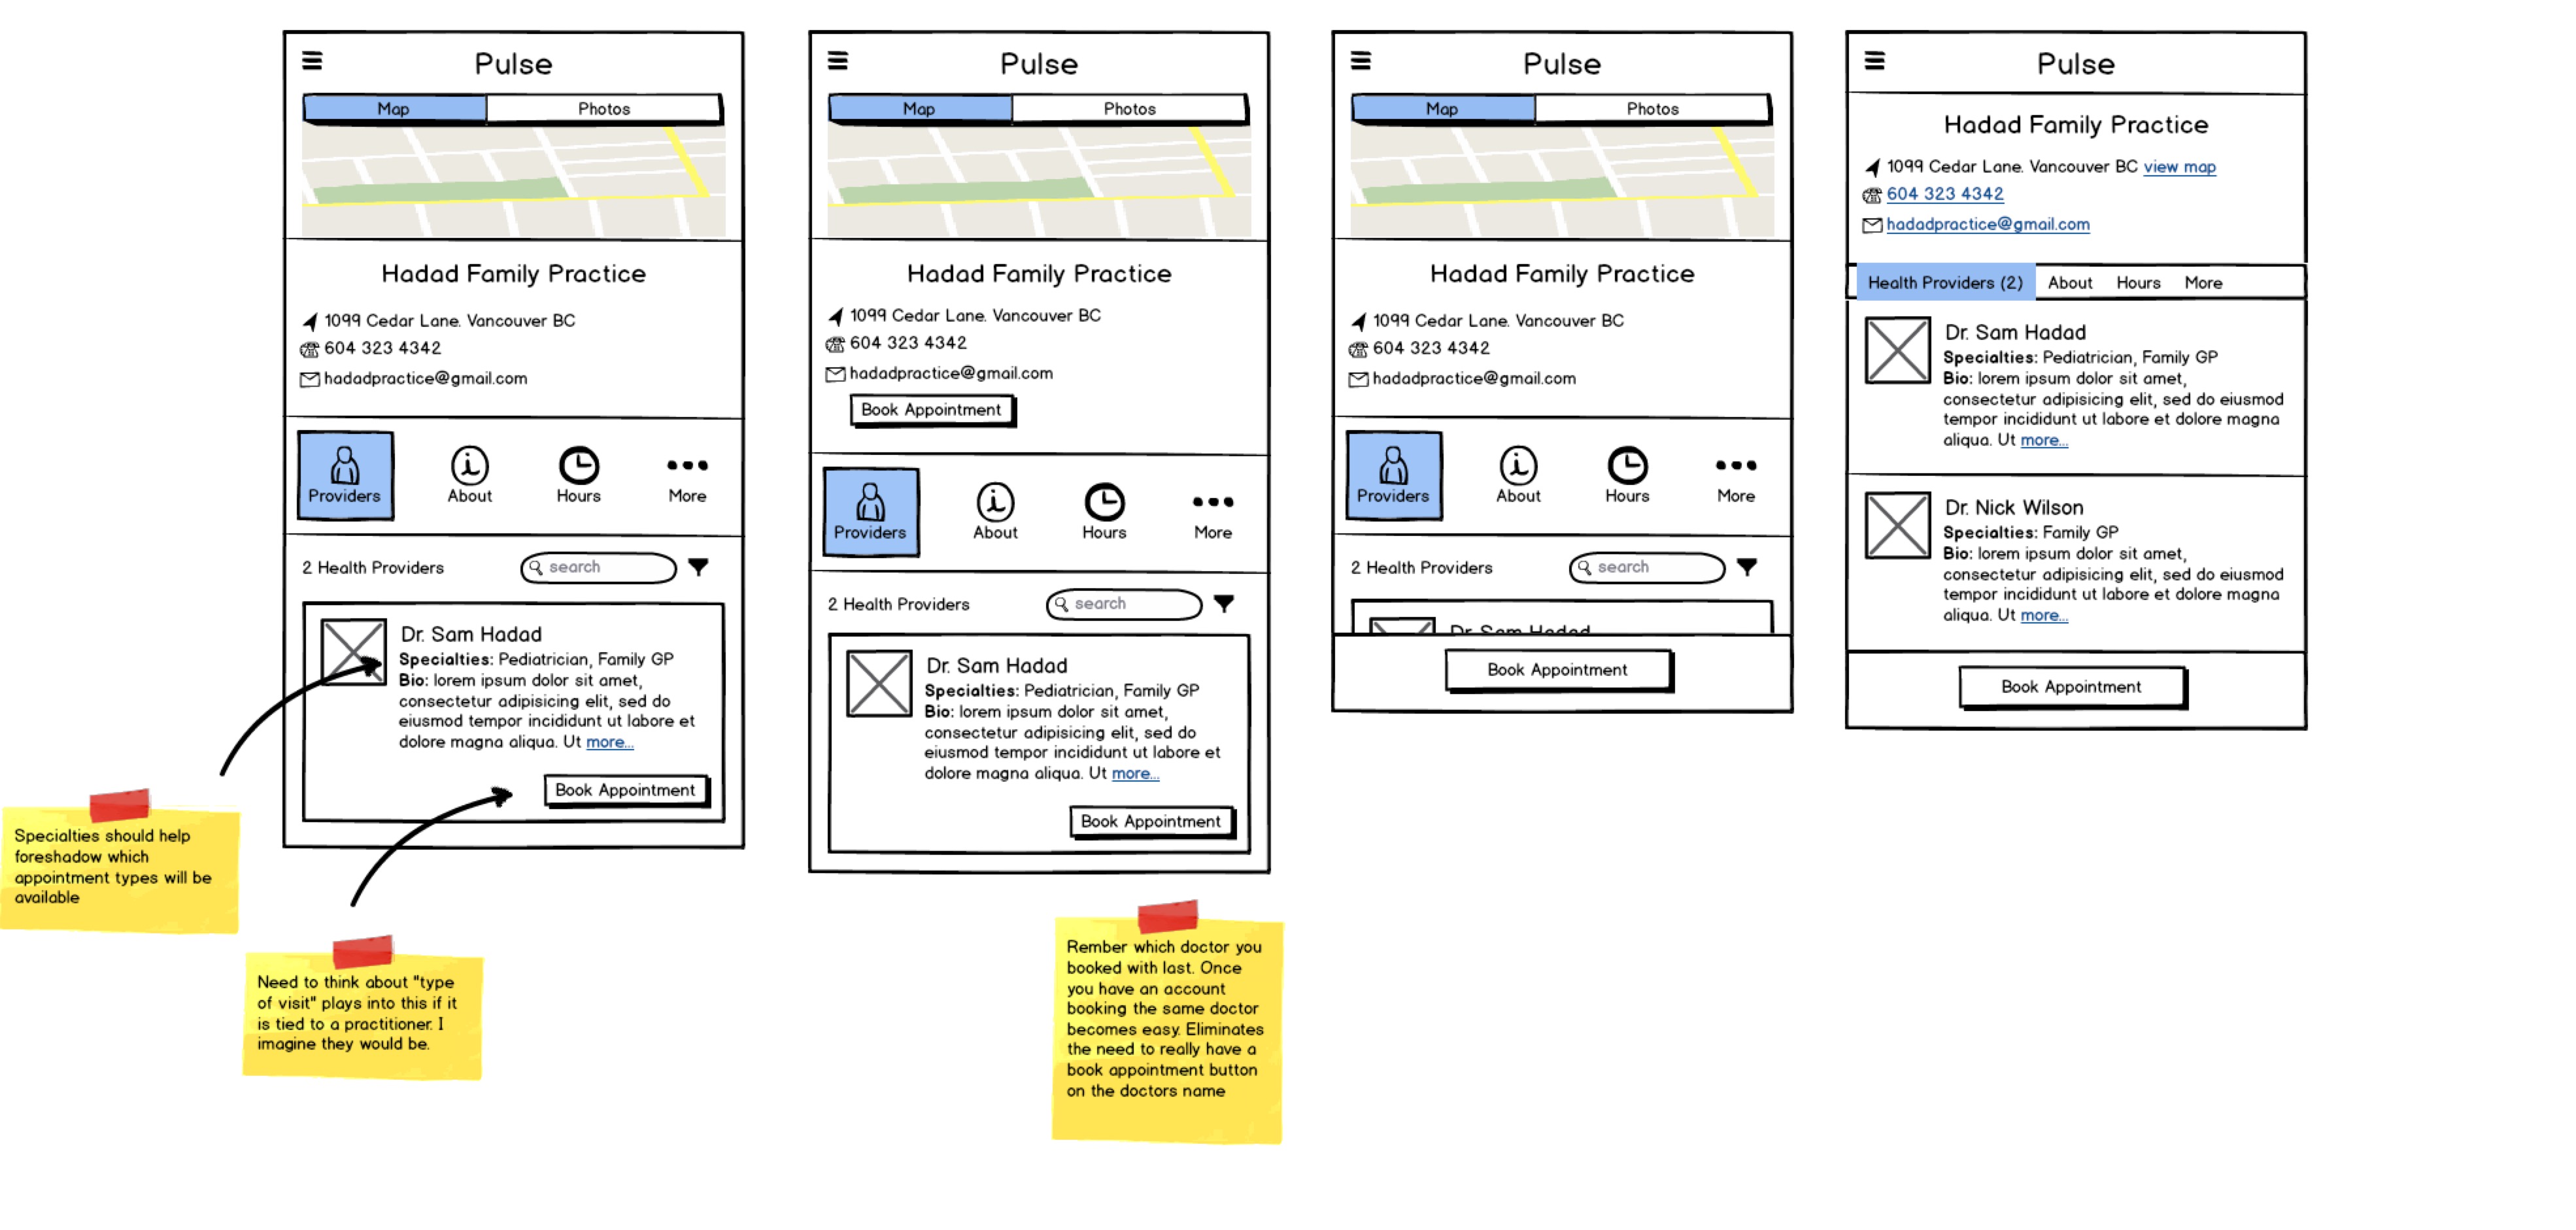 Pulse
Map Photos
Hadad Family Practice
1099 Cedar Lane. Vancouver BC
604 323 4342
hadadpractice@gmail.com
Providers About Hours More
2 Health Providers search
Dr. Sam Hadad
Specialties: Pediatrician, Family GP
Bio: lorem ipsum dolor sit amet,
consectetur adipisicing elit, sed do
eiusmod tempor incididunt ut labore et
dolore magna aliqua. Ut more...
Book Appointment
Specialties should help
foreshadow which
appointment types will be
available
Need to think about "type
of visit" plays into this if it
is tied to a practitioner. I
imagine they would be.
Pulse
Map Photos
Hadad Family Practice
1099 Cedar Lane. Vancouver BC
604 323 4342
hadadpractice@gmail.com
Book Appointment
Providers About Hours More
2 Health Providers search
Dr. Sam Hadad
Specialties: Pediatrician, Family GP
Bio: lorem ipsum dolor sit amet,
consectetur adipisicing elit, sed do
eiusmod tempor incididunt ut labore et
dolore magna aliqua. Ut more...
Book Appointment
Rember which doctor you
booked with last. Once
you have an account
booking the same doctor
becomes easy. Eliminates
the need to really have a
book appointment button
on the doctors name
Pulse
Map Photos
Hadad Family Practice
1099 Cedar Lane. Vancouver BC
604 323 4342
hadadpractice@gmail.com
Providers About Hours More
2 Health Providers search
Dr. Sam Hadad
Book Appointment
Pulse
Hadad Family Practice
1099 Cedar Lane. Vancouver BC view map
604 323 4342
hadadpractice@gmail.com
Health Providers (2) About Hours More
Dr. Sam Hadad
Specialties: Pediatrician, Family GP
Bio: lorem ipsum dolor sit amet,
consectetur adipisicing elit, sed do eiusmod
tempor incididunt ut labore et dolore magna
aliqua. Ut more...
Dr. Nick Wilson
Specialties: Family GP
Bio: lorem ipsum dolor sit amet,
consectetur adipisicing elit, sed do eiusmod
tempor incididunt ut labore et dolore magna
aliqua. Ut more...
Book Appointment